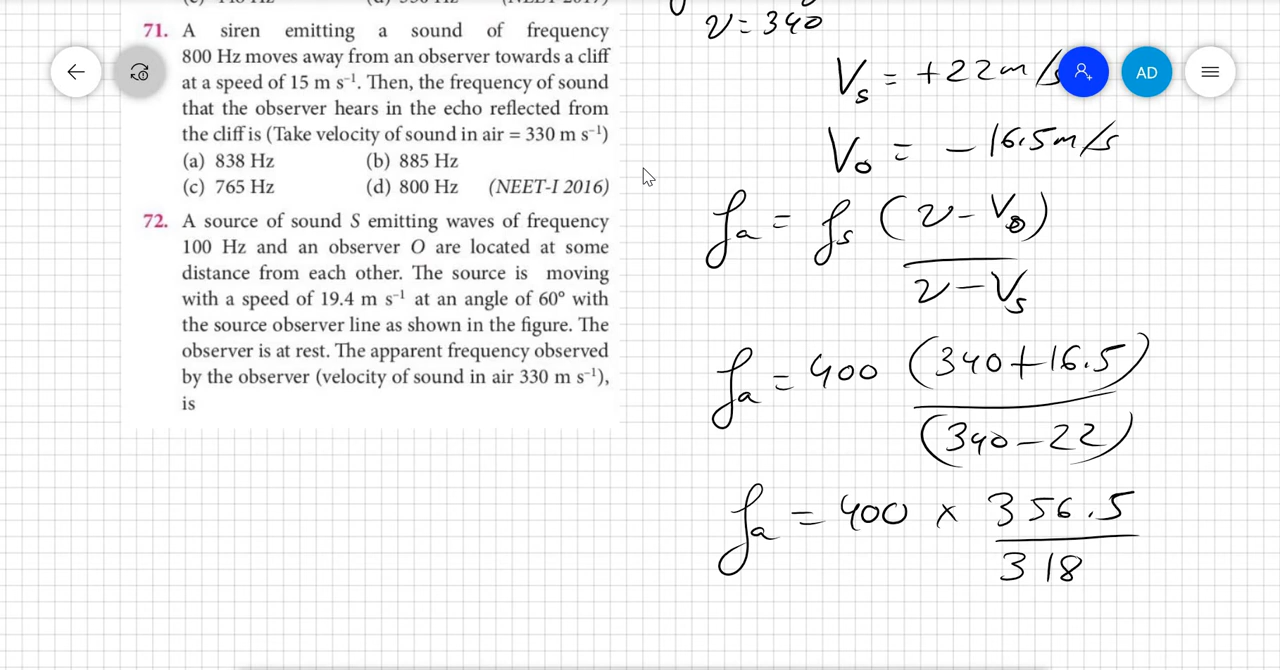 71. A siren emitting a sound of frequency
800 Hz moves away from an observer towards a cliff
at a speed of 15 m s⁻¹. Then, the frequency of sound
that the observer hears in the echo reflected from
the cliff is (Take velocity of sound in air = 330 m s⁻¹)
(a) 838 Hz (b) 885 Hz
(c) 765 Hz (d) 800 Hz (NEET-I 2016)
72. A source of sound S emitting waves of frequency
100 Hz and an observer O are located at some
distance from each other. The source is moving
with a speed of 19.4 m s⁻¹ at an angle of 60° with
the source observer line as shown in the figure. The
observer is at rest. The apparent frequency observed
by the observer (velocity of sound in air 330 m s⁻¹),
is
v = 340
Vs = +22m/s
AD
Vo = -16.5m/s
fa = fs (v - Vo)
v - Vs
fa = 400 (340+16.5)
(340-22)
fa = 400 × 356.5
318